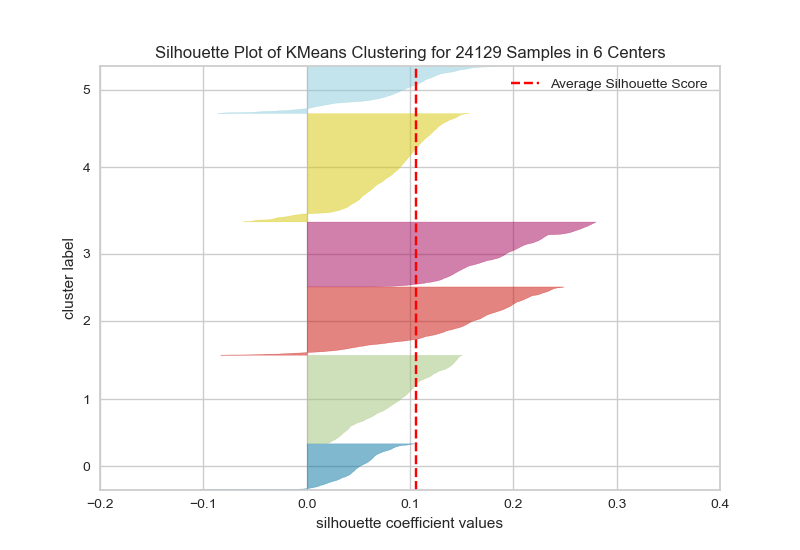 Silhouette Plot of KMeans Clustering for 24129 Samples in 6 Centers
Average Silhouette Score
5
4
3
2
1
0
cluster label
−0.2 −0.1 0.0 0.1 0.2 0.3 0.4
silhouette coefficient values